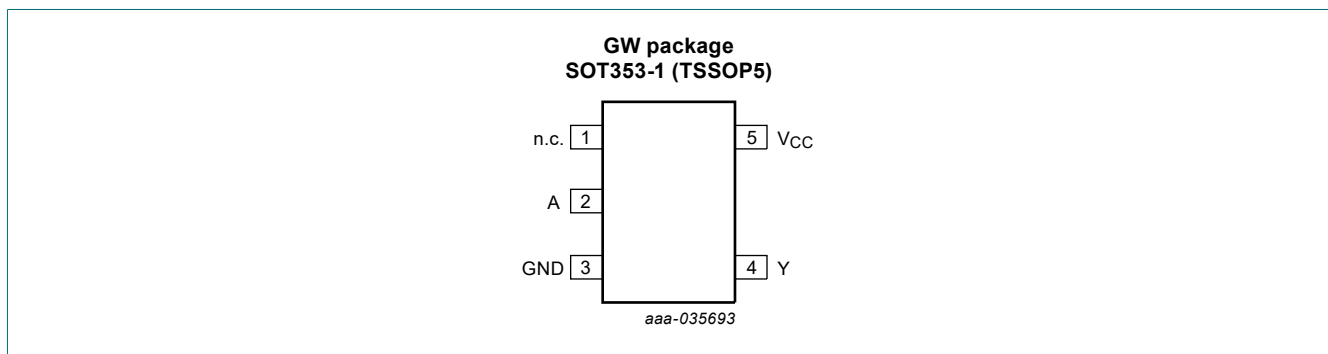 GW package
SOT353-1 (TSSOP5)
n.c. 1
5 VCC
A 2
GND 3
4 Y
aaa-035693